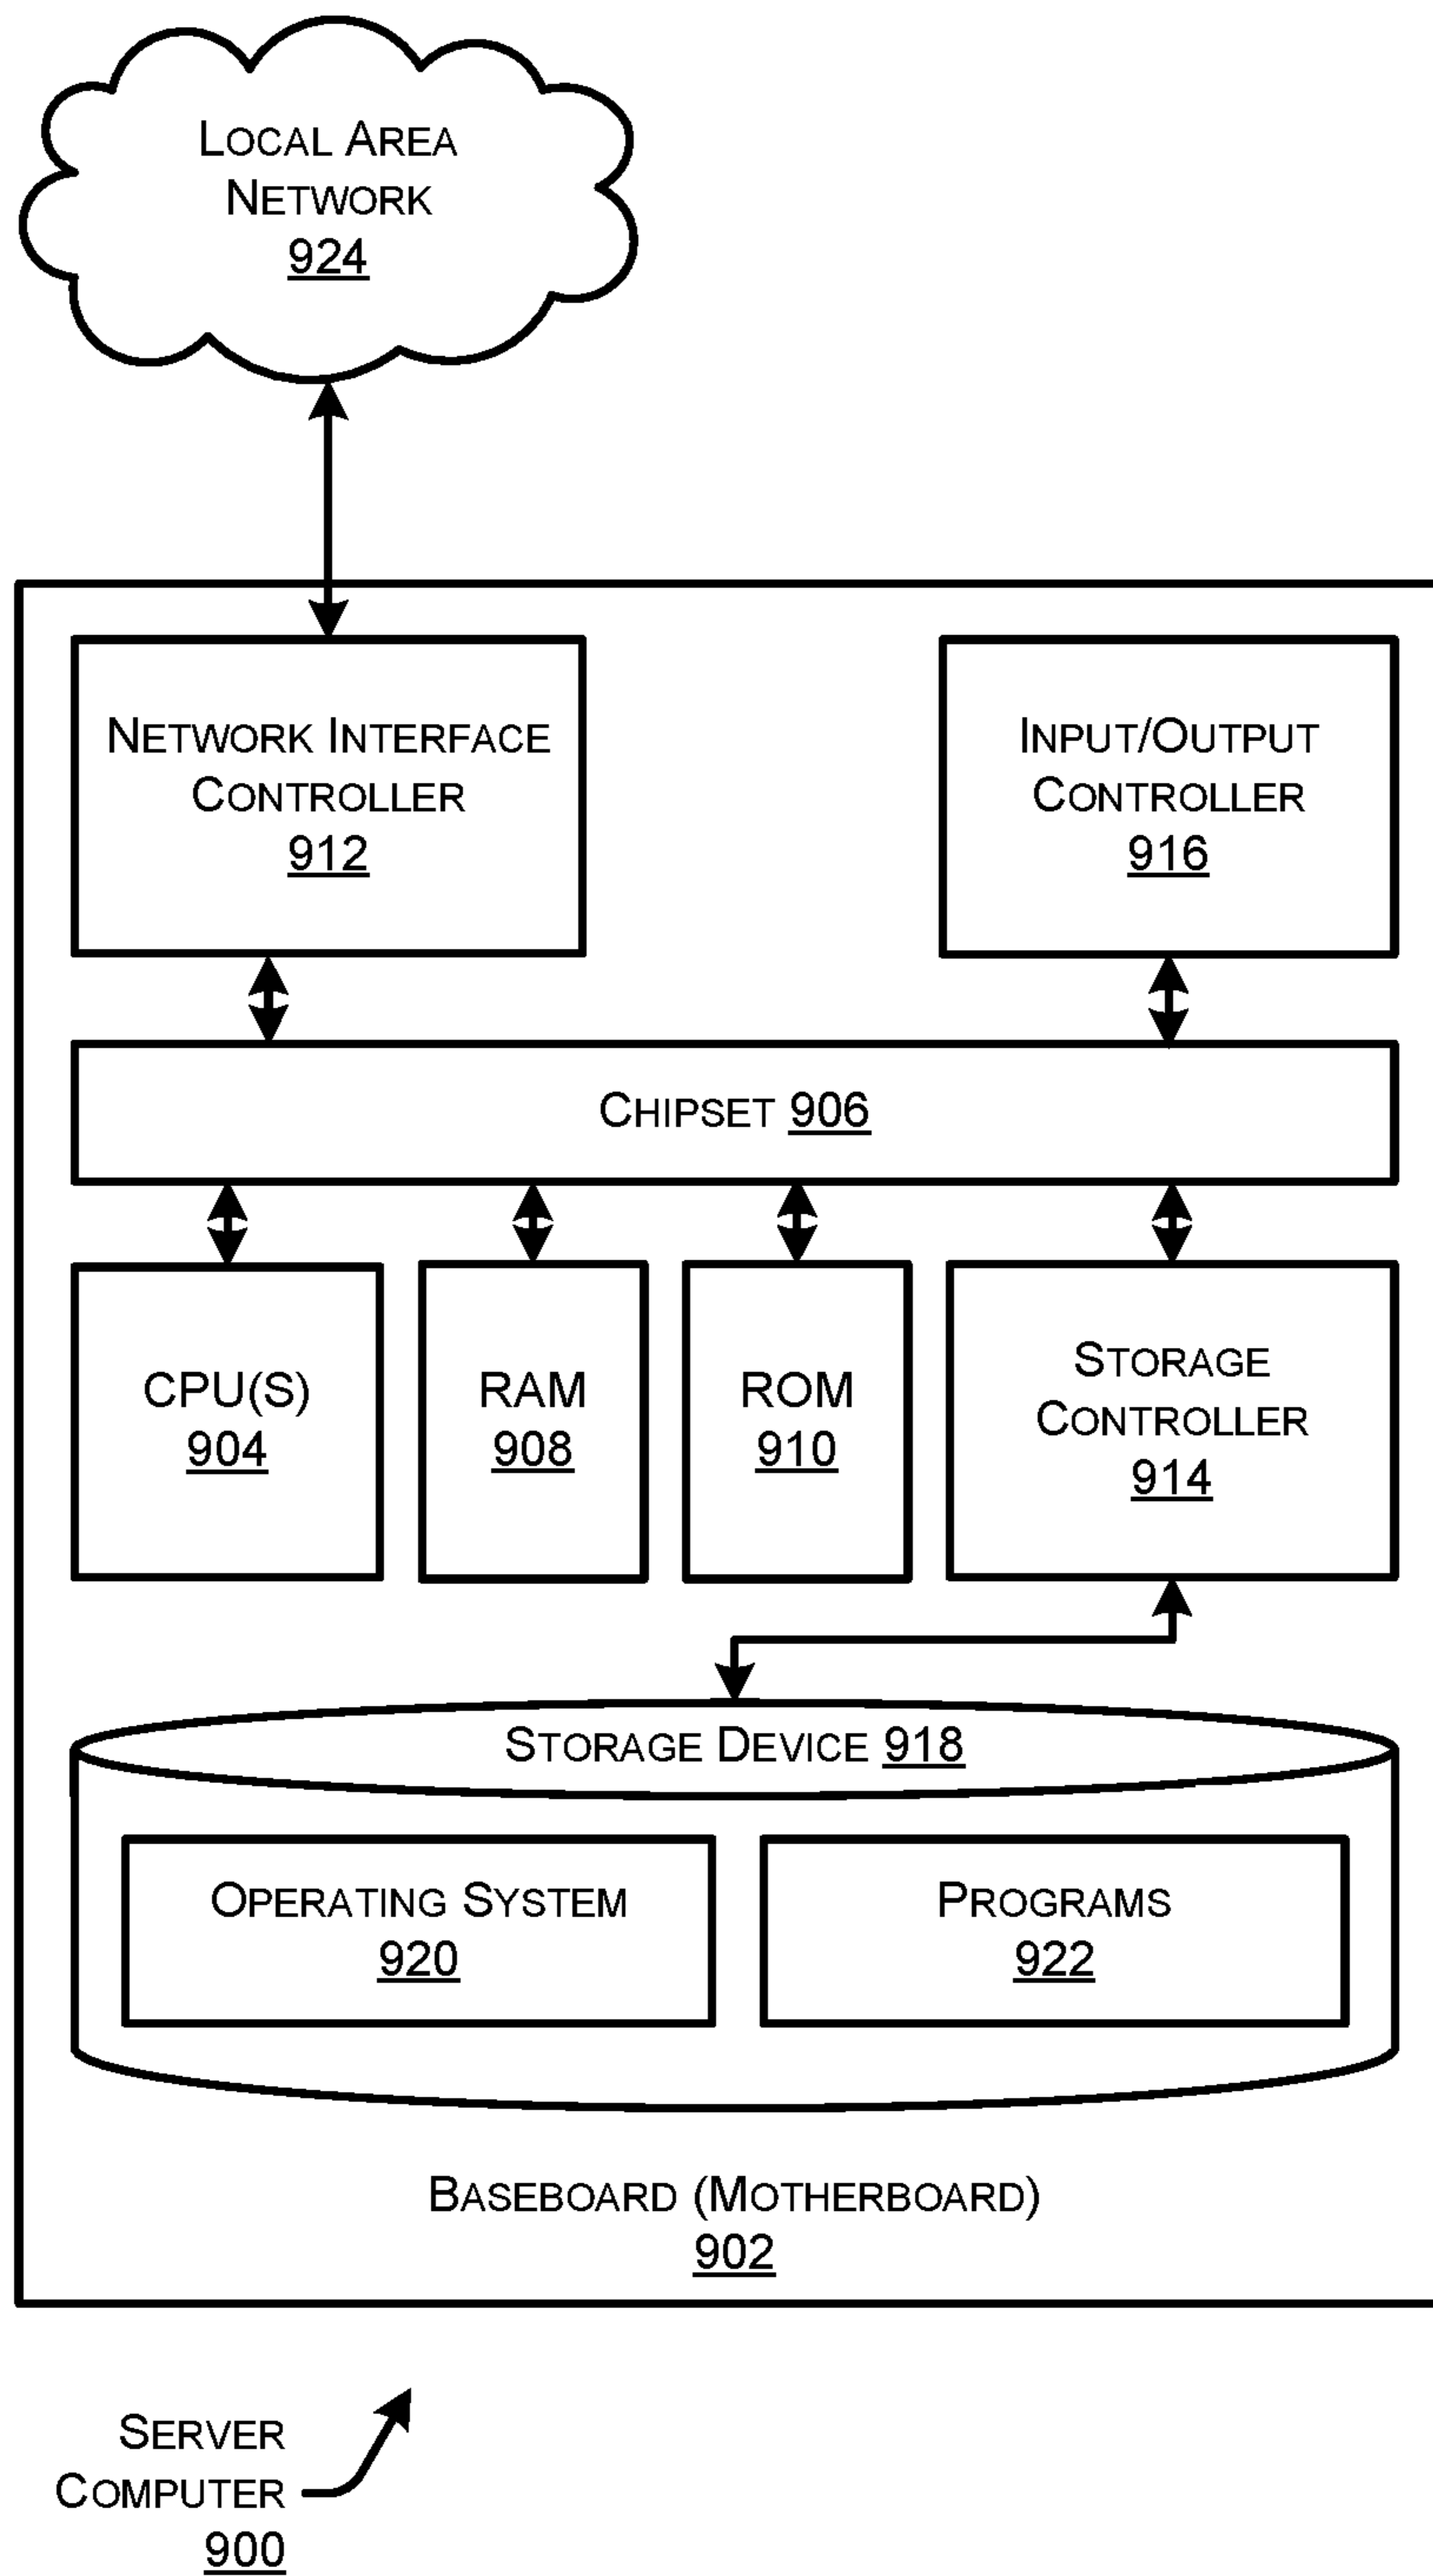 LOCAL AREA
NETWORK
924
NETWORK INTERFACE
CONTROLLER
912
INPUT/OUTPUT
CONTROLLER
916
CHIPSET 906
CPU(S)
904
RAM
908
ROM
910
STORAGE
CONTROLLER
914
STORAGE DEVICE 918
OPERATING SYSTEM
920
PROGRAMS
922
BASEBOARD (MOTHERBOARD)
902
SERVER
COMPUTER
900